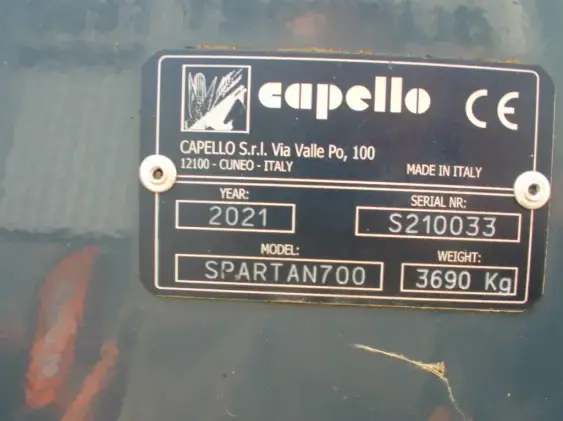 capello CE
CAPELLO S.r.l. Via Valle Po, 100
12100 - CUNEO - ITALY MADE IN ITALY
YEAR: SERIAL NR:
2021 S210033
MODEL: WEIGHT:
SPARTAN700 3690 Kg